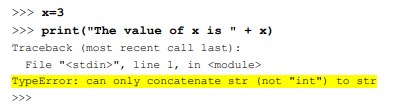 >>> x=3
>>> print("The value of x is " + x)
Traceback (most recent call last):
  File "<stdin>", line 1, in <module>
TypeError: can only concatenate str (not "int") to str
>>>